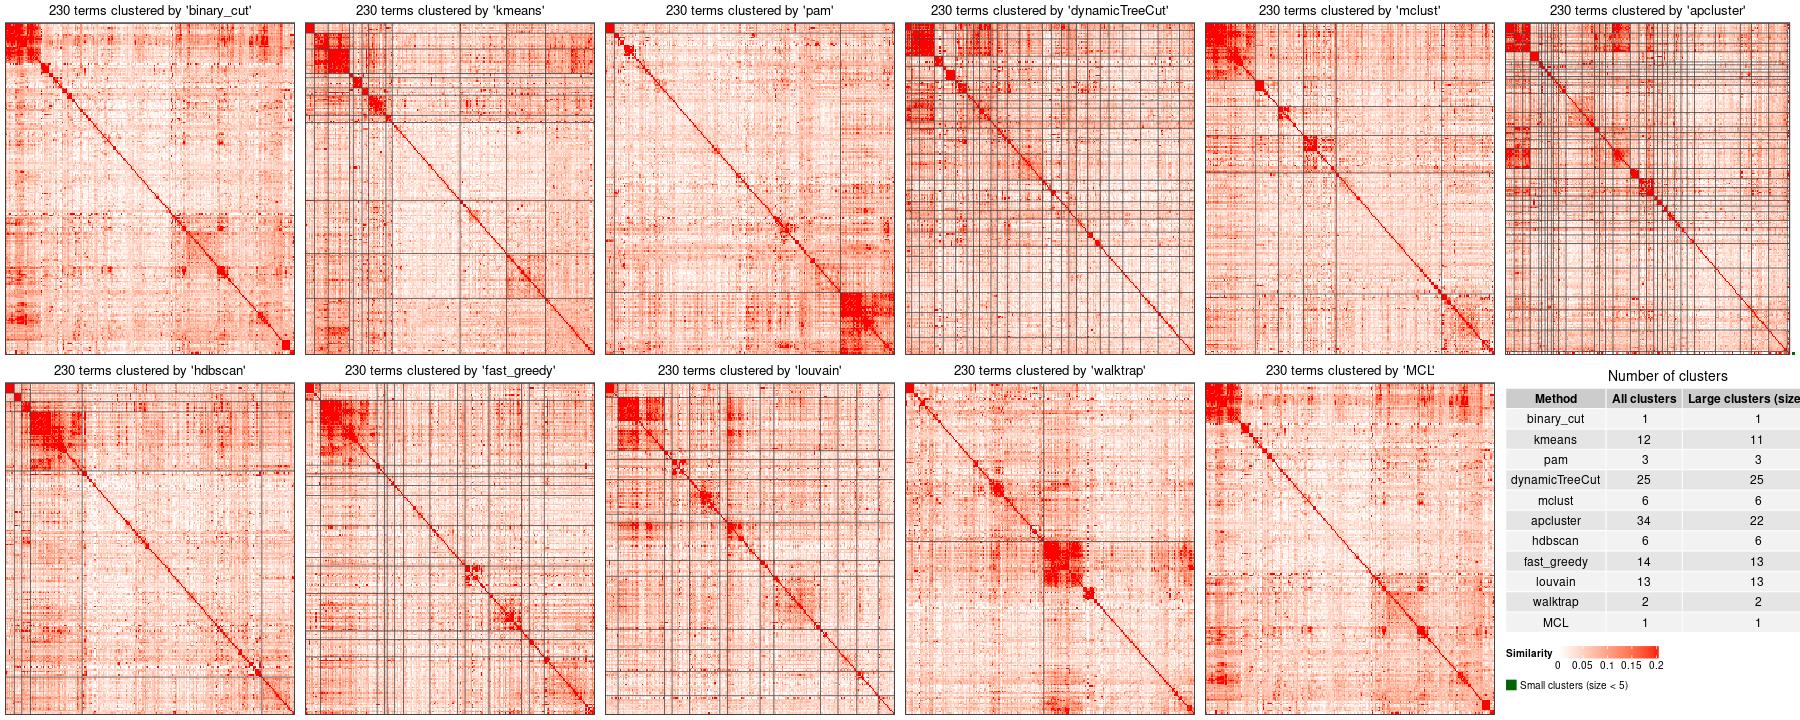 230 terms clustered by 'binary_cut'
230 terms clustered by 'kmeans'
230 terms clustered by 'pam'
230 terms clustered by 'dynamicTreeCut'
230 terms clustered by 'mclust'
230 terms clustered by 'apcluster'
230 terms clustered by 'hdbscan'
230 terms clustered by 'fast_greedy'
230 terms clustered by 'louvain'
230 terms clustered by 'walktrap'
230 terms clustered by 'MCL'
Number of clusters
Method All clusters Large clusters (size
binary_cut 1 1
kmeans 12 11
pam 3 3
dynamicTreeCut 25 25
mclust 6 6
apcluster 34 22
hdbscan 6 6
fast_greedy 14 13
louvain 13 13
walktrap 2 2
MCL 1 1
Similarity
0 0.05 0.1 0.15 0.2
Small clusters (size < 5)